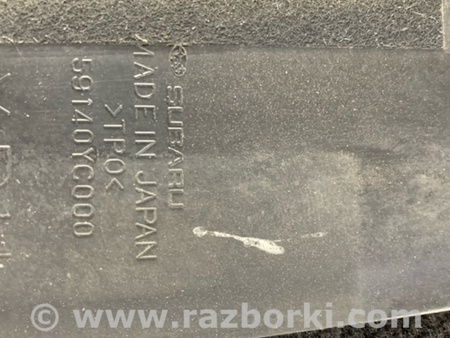 SUBARU
MADE IN JAPAN
>TPO<
59140YC000
© www.razborki.com